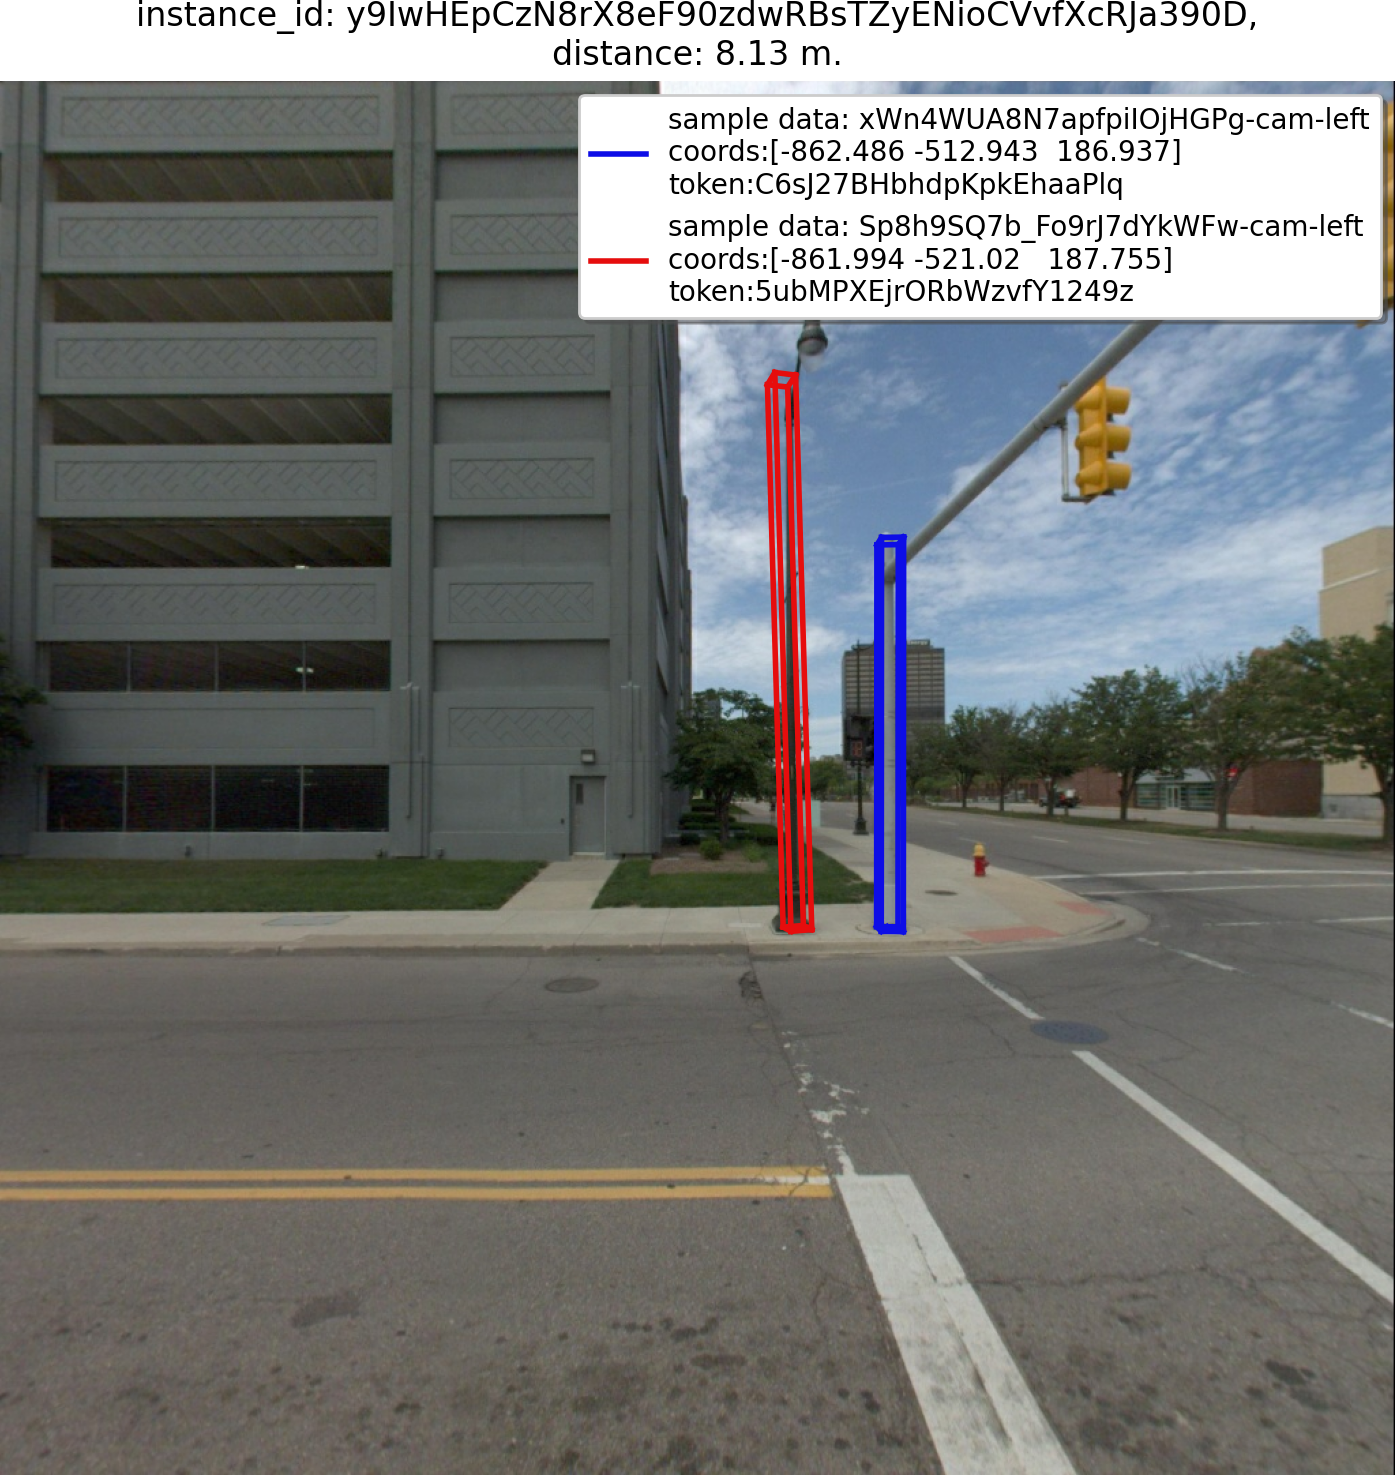 instance_id: y9IwHEpCzN8rX8eF90zdwRBsTZyENioCVvfXcRJa390D,
distance: 8.13 m.
sample data: xWn4WUA8N7apfpiIOjHGPg-cam-left
coords:[-862.486 -512.943  186.937]
token:C6sJ27BHbhdpKpkEhaaPlq
sample data: Sp8h9SQ7b_Fo9rJ7dYkWFw-cam-left
coords:[-861.994 -521.02   187.755]
token:5ubMPXEjrORbWzvfY1249z